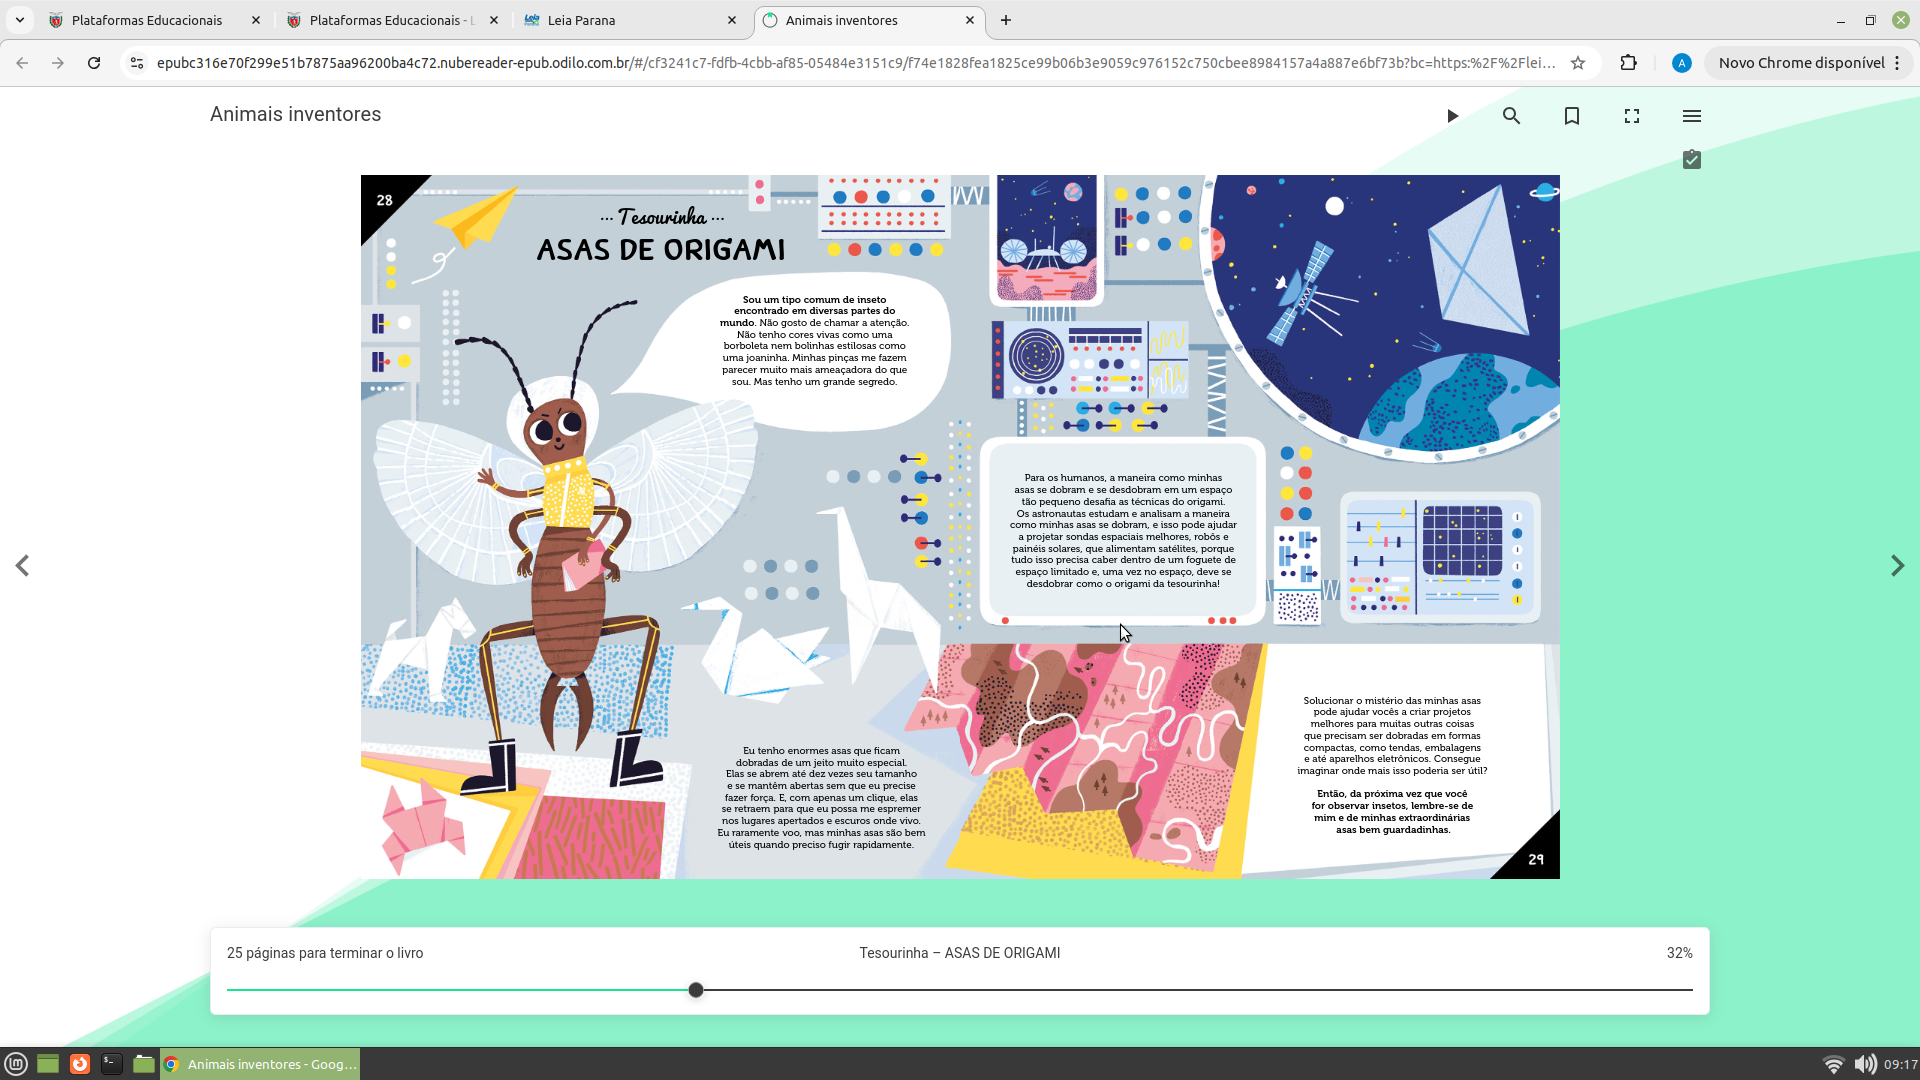 Plataformas Educacionais
Plataformas Educacionais - L
Leia Parana
Animais inventores
epubc316e70f299e51b7875aa96200ba4c72.nubereader-epub.odilo.com.br/#/cf3241c7-fdfb-4cbb-af85-05484e3151c9/f74e1828fea1825ce99b06b3e9059c976152c750cbee8984157a4a887e6bf73b?bc=https:%2F%2Flei...
A
Novo Chrome disponível
Animais inventores
28
··· Tesourinha ···
ASAS DE ORIGAMI
Sou um tipo comum de inseto
encontrado em diversas partes do
mundo. Não gosto de chamar a atenção.
Não tenho cores vivas como uma
borboleta nem bolinhas estilosas como
uma joaninha. Minhas pinças me fazem
parecer muito mais ameaçadora do que
sou. Mas tenho um grande segredo.
Para os humanos, a maneira como minhas
asas se dobram e se desdobram em um espaço
tão pequeno desafia as técnicas do origami.
Os astronautas estudam e analisam a maneira
como minhas asas se dobram, e isso pode ajudar
a projetar sondas espaciais melhores, robôs e
painéis solares, que alimentam satélites, porque
tudo isso precisa caber dentro de um foguete de
espaço limitado e, uma vez no espaço, deve se
desdobrar como o origami da tesourinha!
Eu tenho enormes asas que ficam
dobradas de um jeito muito especial.
Elas se abrem até dez vezes seu tamanho
e se mantêm abertas sem que eu precise
fazer força. E, com apenas um clique, elas
se retraem para que eu possa me espremer
nos lugares apertados e escuros onde vivo.
Eu raramente voo, mas minhas asas são bem
úteis quando preciso fugir rapidamente.
Solucionar o mistério das minhas asas
pode ajudar vocês a criar projetos
melhores para muitas outras coisas
que precisam ser dobradas em formas
compactas, como tendas, embalagens
e até aparelhos eletrônicos. Consegue
imaginar onde mais isso poderia ser útil?
Então, da próxima vez que você
for observar insetos, lembre-se de
mim e de minhas extraordinárias
asas bem guardadinhas.
29
25 páginas para terminar o livro
Tesourinha – ASAS DE ORIGAMI
32%
Animais inventores - Goog...
09:17